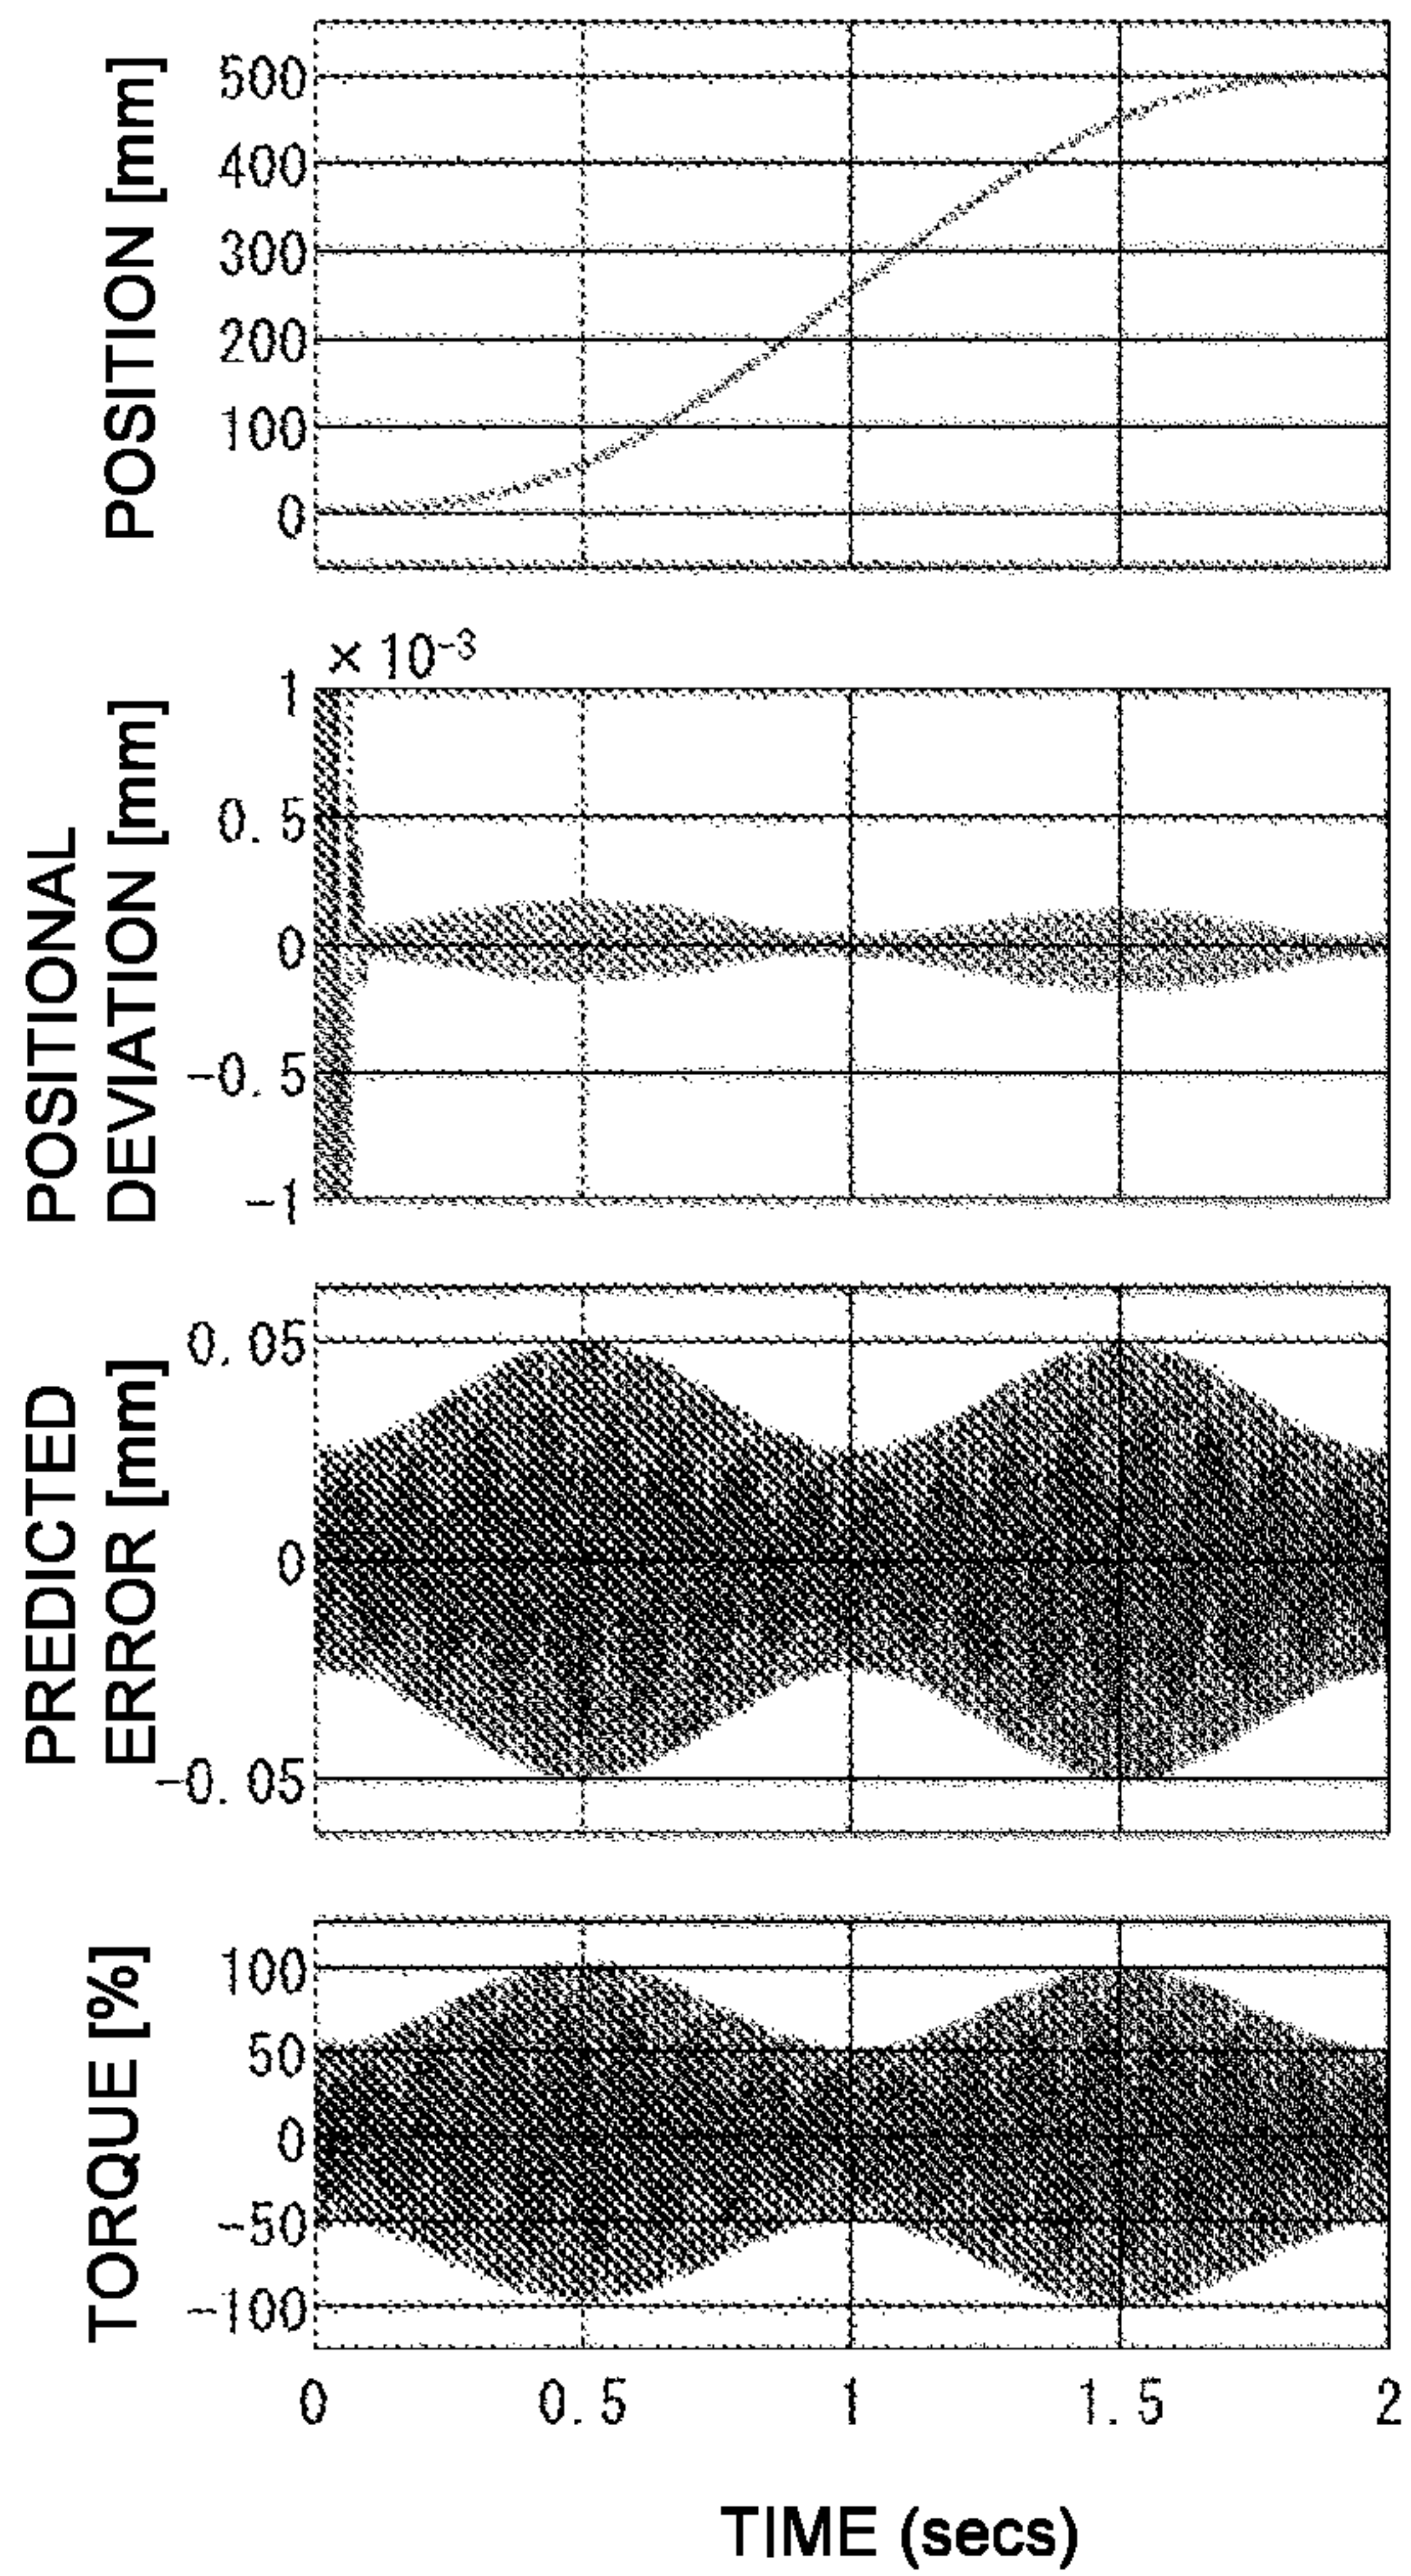 POSITION [mm]
500
400
300
200
100
0
× 10⁻³
POSITIONAL
DEVIATION [mm]
1
0.5
0
-0.5
-1
PREDICTED
ERROR [mm]
0.05
0
-0.05
TORQUE [%]
100
50
0
-50
-100
0 0.5 1 1.5 2
TIME (secs)